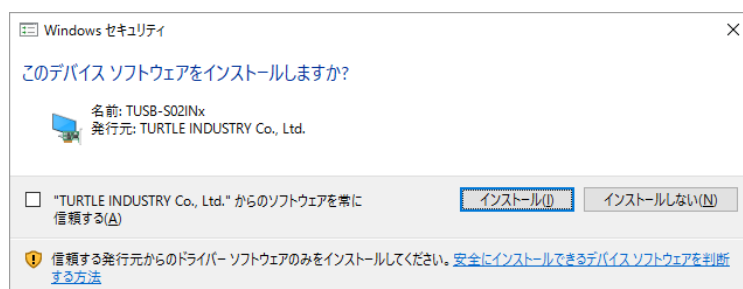 Windows セキュリティ
このデバイス ソフトウェアをインストールしますか?
名前: TUSB-S02INx
発行元: TURTLE INDUSTRY Co., Ltd.
"TURTLE INDUSTRY Co., Ltd." からのソフトウェアを常に
信頼する(A)
インストール(I)
インストールしない(N)
信頼する発行元からのドライバー ソフトウェアのみをインストールしてください。安全にインストールできるデバイス ソフトウェアを判断
する方法